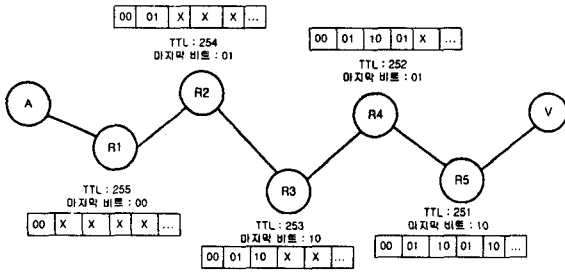 00 01 X X X ...
TTL : 254
마지막 비트 : 01
00 01 10 01 X ...
TTL : 252
마지막 비트 : 01
A
R1
R2
R3
R4
R5
V
TTL : 255
마지막 비트 : 00
00 X X X X ...
TTL : 253
마지막 비트 : 10
00 01 10 X X ...
TTL : 251
마지막 비트 : 10
00 01 10 01 10 ...